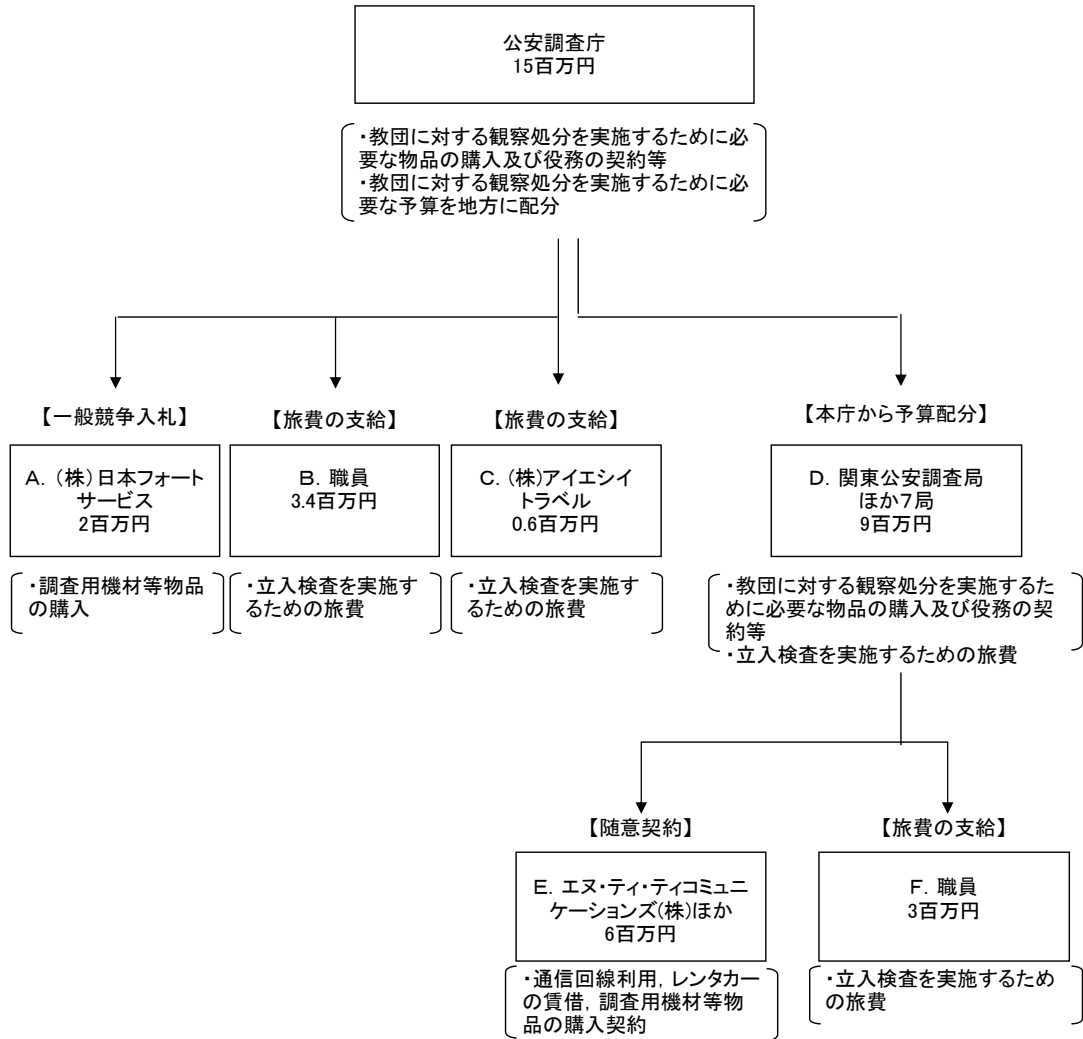 公安調査庁
15百万円
・教団に対する観察処分を実施するために必
要な物品の購入及び役務の契約等
・教団に対する観察処分を実施するために必
要な予算を地方に配分
【一般競争入札】
A. (株)日本フォート
サービス
2百万円
・調査用機材等物品
の購入
【旅費の支給】
B. 職員
3.4百万円
・立入検査を実施す
るための旅費
【旅費の支給】
C. (株)アイエシイ
トラベル
0.6百万円
・立入検査を実施す
るための旅費
【本庁から予算配分】
D. 関東公安調査局
ほか7局
9百万円
・教団に対する観察処分を実施するた
めに必要な物品の購入及び役務の契
約等
・立入検査を実施するための旅費
【随意契約】
E. エヌ・ティ・ティコミュニ
ケーションズ(株)ほか
6百万円
・通信回線利用, レンタカー
の賃借, 調査用機材等物
品の購入契約
【旅費の支給】
F. 職員
3百万円
・立入検査を実施するため
の旅費